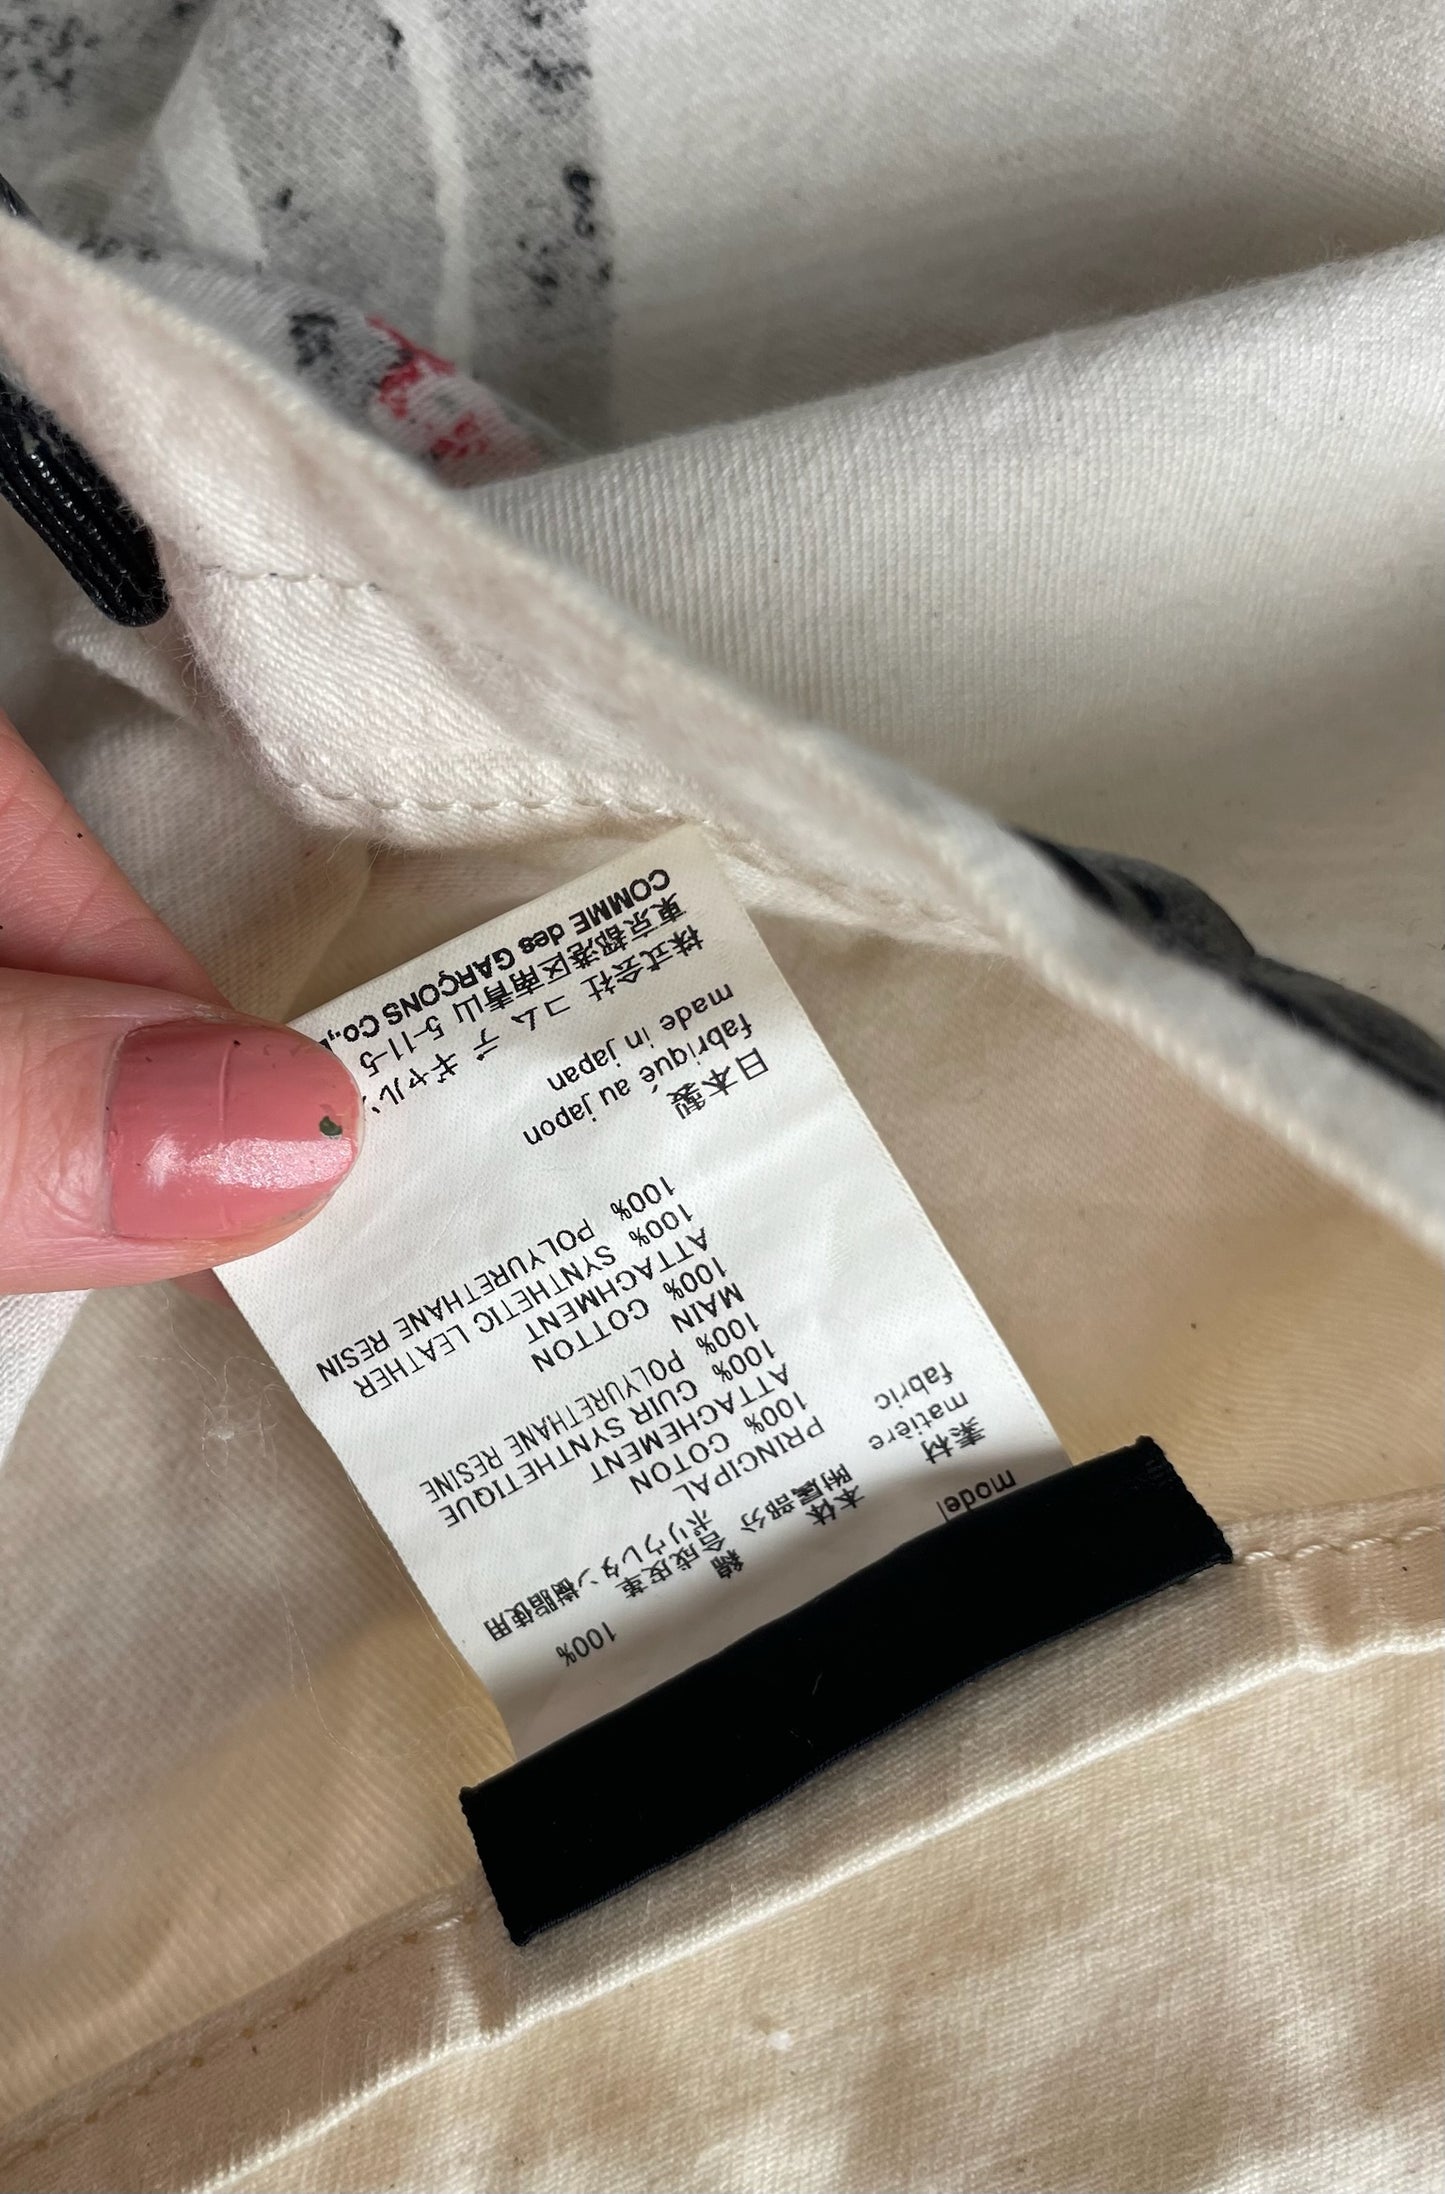 model
素材
matière
fabric
本体
附属部分
綿 100%
合成皮革
ポリウレタン樹脂使用
PRINCIPAL
100% COTON
ATTACHEMENT
100% CUIR SYNTHETIQUE
100% POLYURETHANE RESINE
MAIN
100% COTTON
ATTACHMENT
100% SYNTHETIC LEATHER
100% POLYURETHANE RESIN
日本製
fabriqué au japon
made in japan
株式会社 コム デ ギャルソ
東京都港区南青山 5-11-5
COMME des GARÇONS Co.,